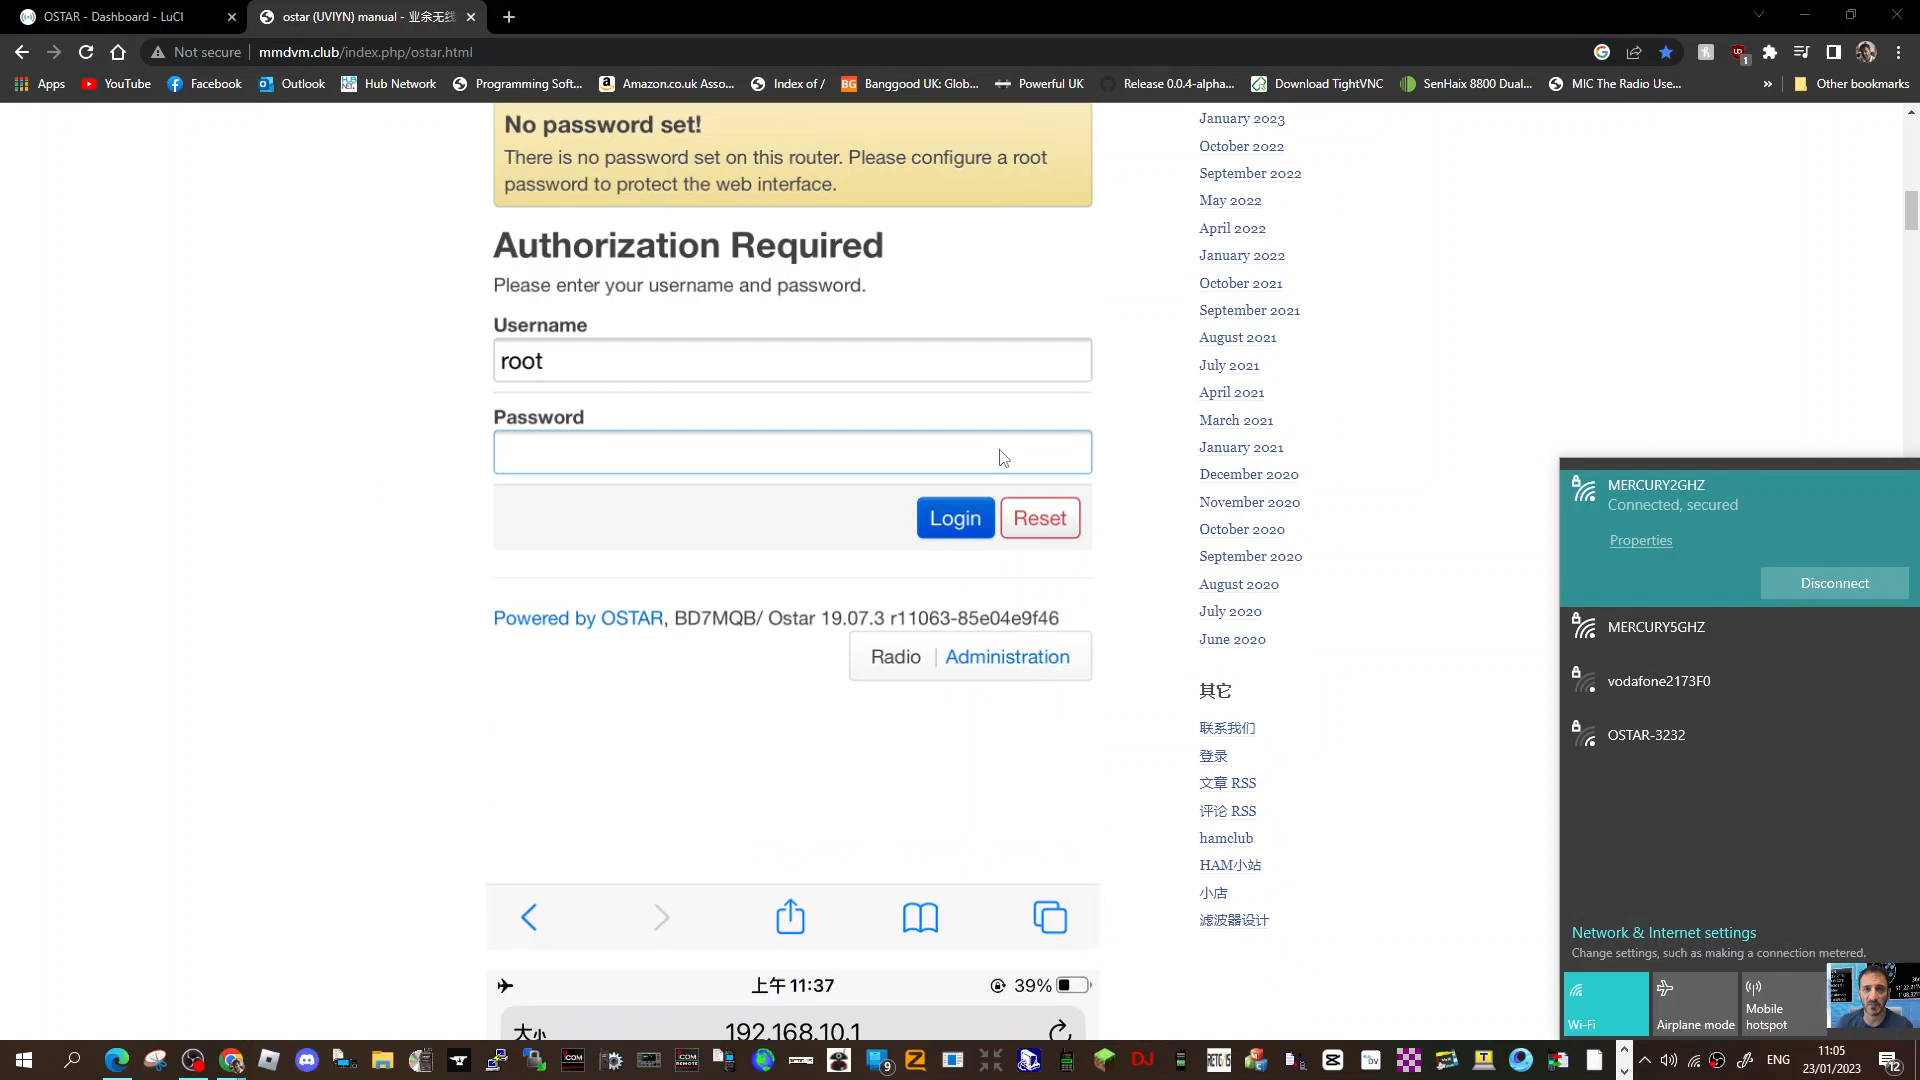 OSTAR - Dashboard - LuCI
ostar (UVIYN) manual - 业余无线
Not secure
mmdvm.club/index.php/ostar.html
Apps
YouTube
Facebook
Outlook
Hub Network
Programming Soft...
Amazon.co.uk Asso...
Index of /
Banggood UK: Glob...
Powerful UK
Release 0.0.4-alpha...
Download TightVNC
SenHaix 8800 Dual...
MIC The Radio Use...
»
Other bookmarks
No password set!
There is no password set on this router. Please configure a root
password to protect the web interface.
Authorization Required
Please enter your username and password.
Username
root
Password
Login
Reset
Powered by OSTAR, BD7MQB/ Ostar 19.07.3 r11063-85e04e9f46
Radio | Administration
上午 11:37
39%
大小
192.168.10.1
January 2023
October 2022
September 2022
May 2022
April 2022
January 2022
October 2021
September 2021
August 2021
July 2021
April 2021
March 2021
January 2021
December 2020
November 2020
October 2020
September 2020
August 2020
July 2020
June 2020
其它
联系我们
登录
文章 RSS
评论 RSS
hamclub
HAM小站
小店
滤波器设计
MERCURY2GHZ
Connected, secured
Properties
Disconnect
MERCURY5GHZ
vodafone2173F0
OSTAR-3232
Network & Internet settings
Change settings, such as making a connection metered.
Wi-Fi
Airplane mode
Mobile
hotspot
ENG
11:05
23/01/2023
12